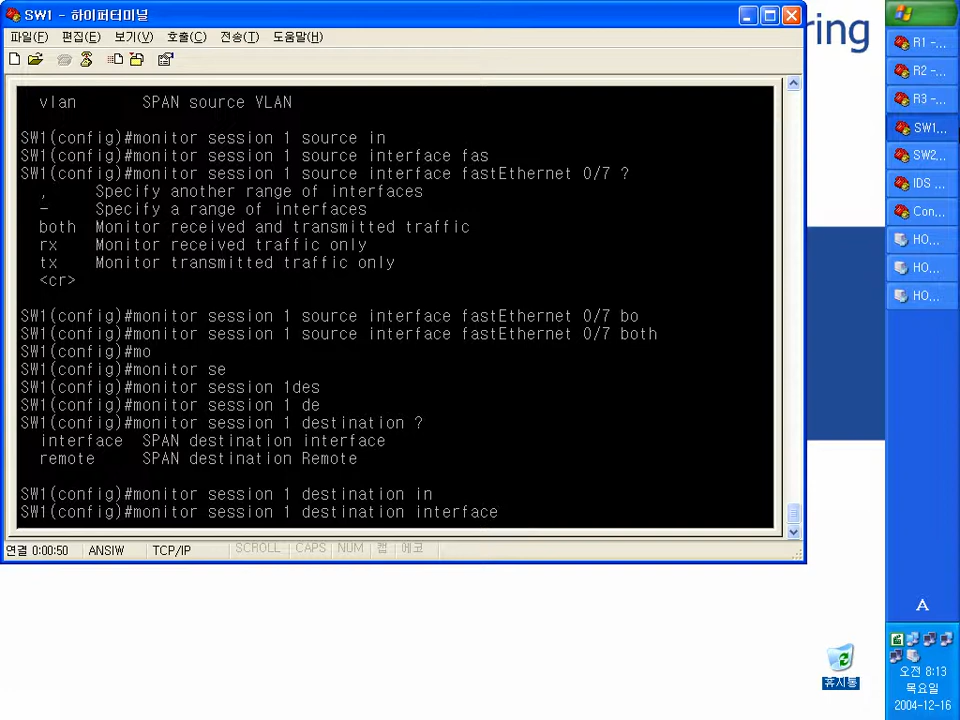 SW1 - 하이퍼터미널
파일(F) 편집(E) 보기(V) 호출(C) 전송(T) 도움말(H)
vlan SPAN source VLAN
SW1(config)#monitor session 1 source in
SW1(config)#monitor session 1 source interface fas
SW1(config)#monitor session 1 source interface fastEthernet 0/7 ?
, Specify another range of interfaces
- Specify a range of interfaces
both Monitor received and transmitted traffic
rx Monitor received traffic only
tx Monitor transmitted traffic only
<cr>
SW1(config)#monitor session 1 source interface fastEthernet 0/7 bo
SW1(config)#monitor session 1 source interface fastEthernet 0/7 both
SW1(config)#mo
SW1(config)#monitor se
SW1(config)#monitor session 1des
SW1(config)#monitor session 1 de
SW1(config)#monitor session 1 destination ?
interface SPAN destination interface
remote SPAN destination Remote
SW1(config)#monitor session 1 destination in
SW1(config)#monitor session 1 destination interface
연결 0:00:50 ANSIW TCP/IP SCROLL CAPS NUM 캡 에코
ring
R1 -...
R2 -...
R3 -...
SW1...
SW2...
IDS ...
Con...
HO...
HO...
HO...
A
휴지통
오전 8:13
목요일
2004-12-16